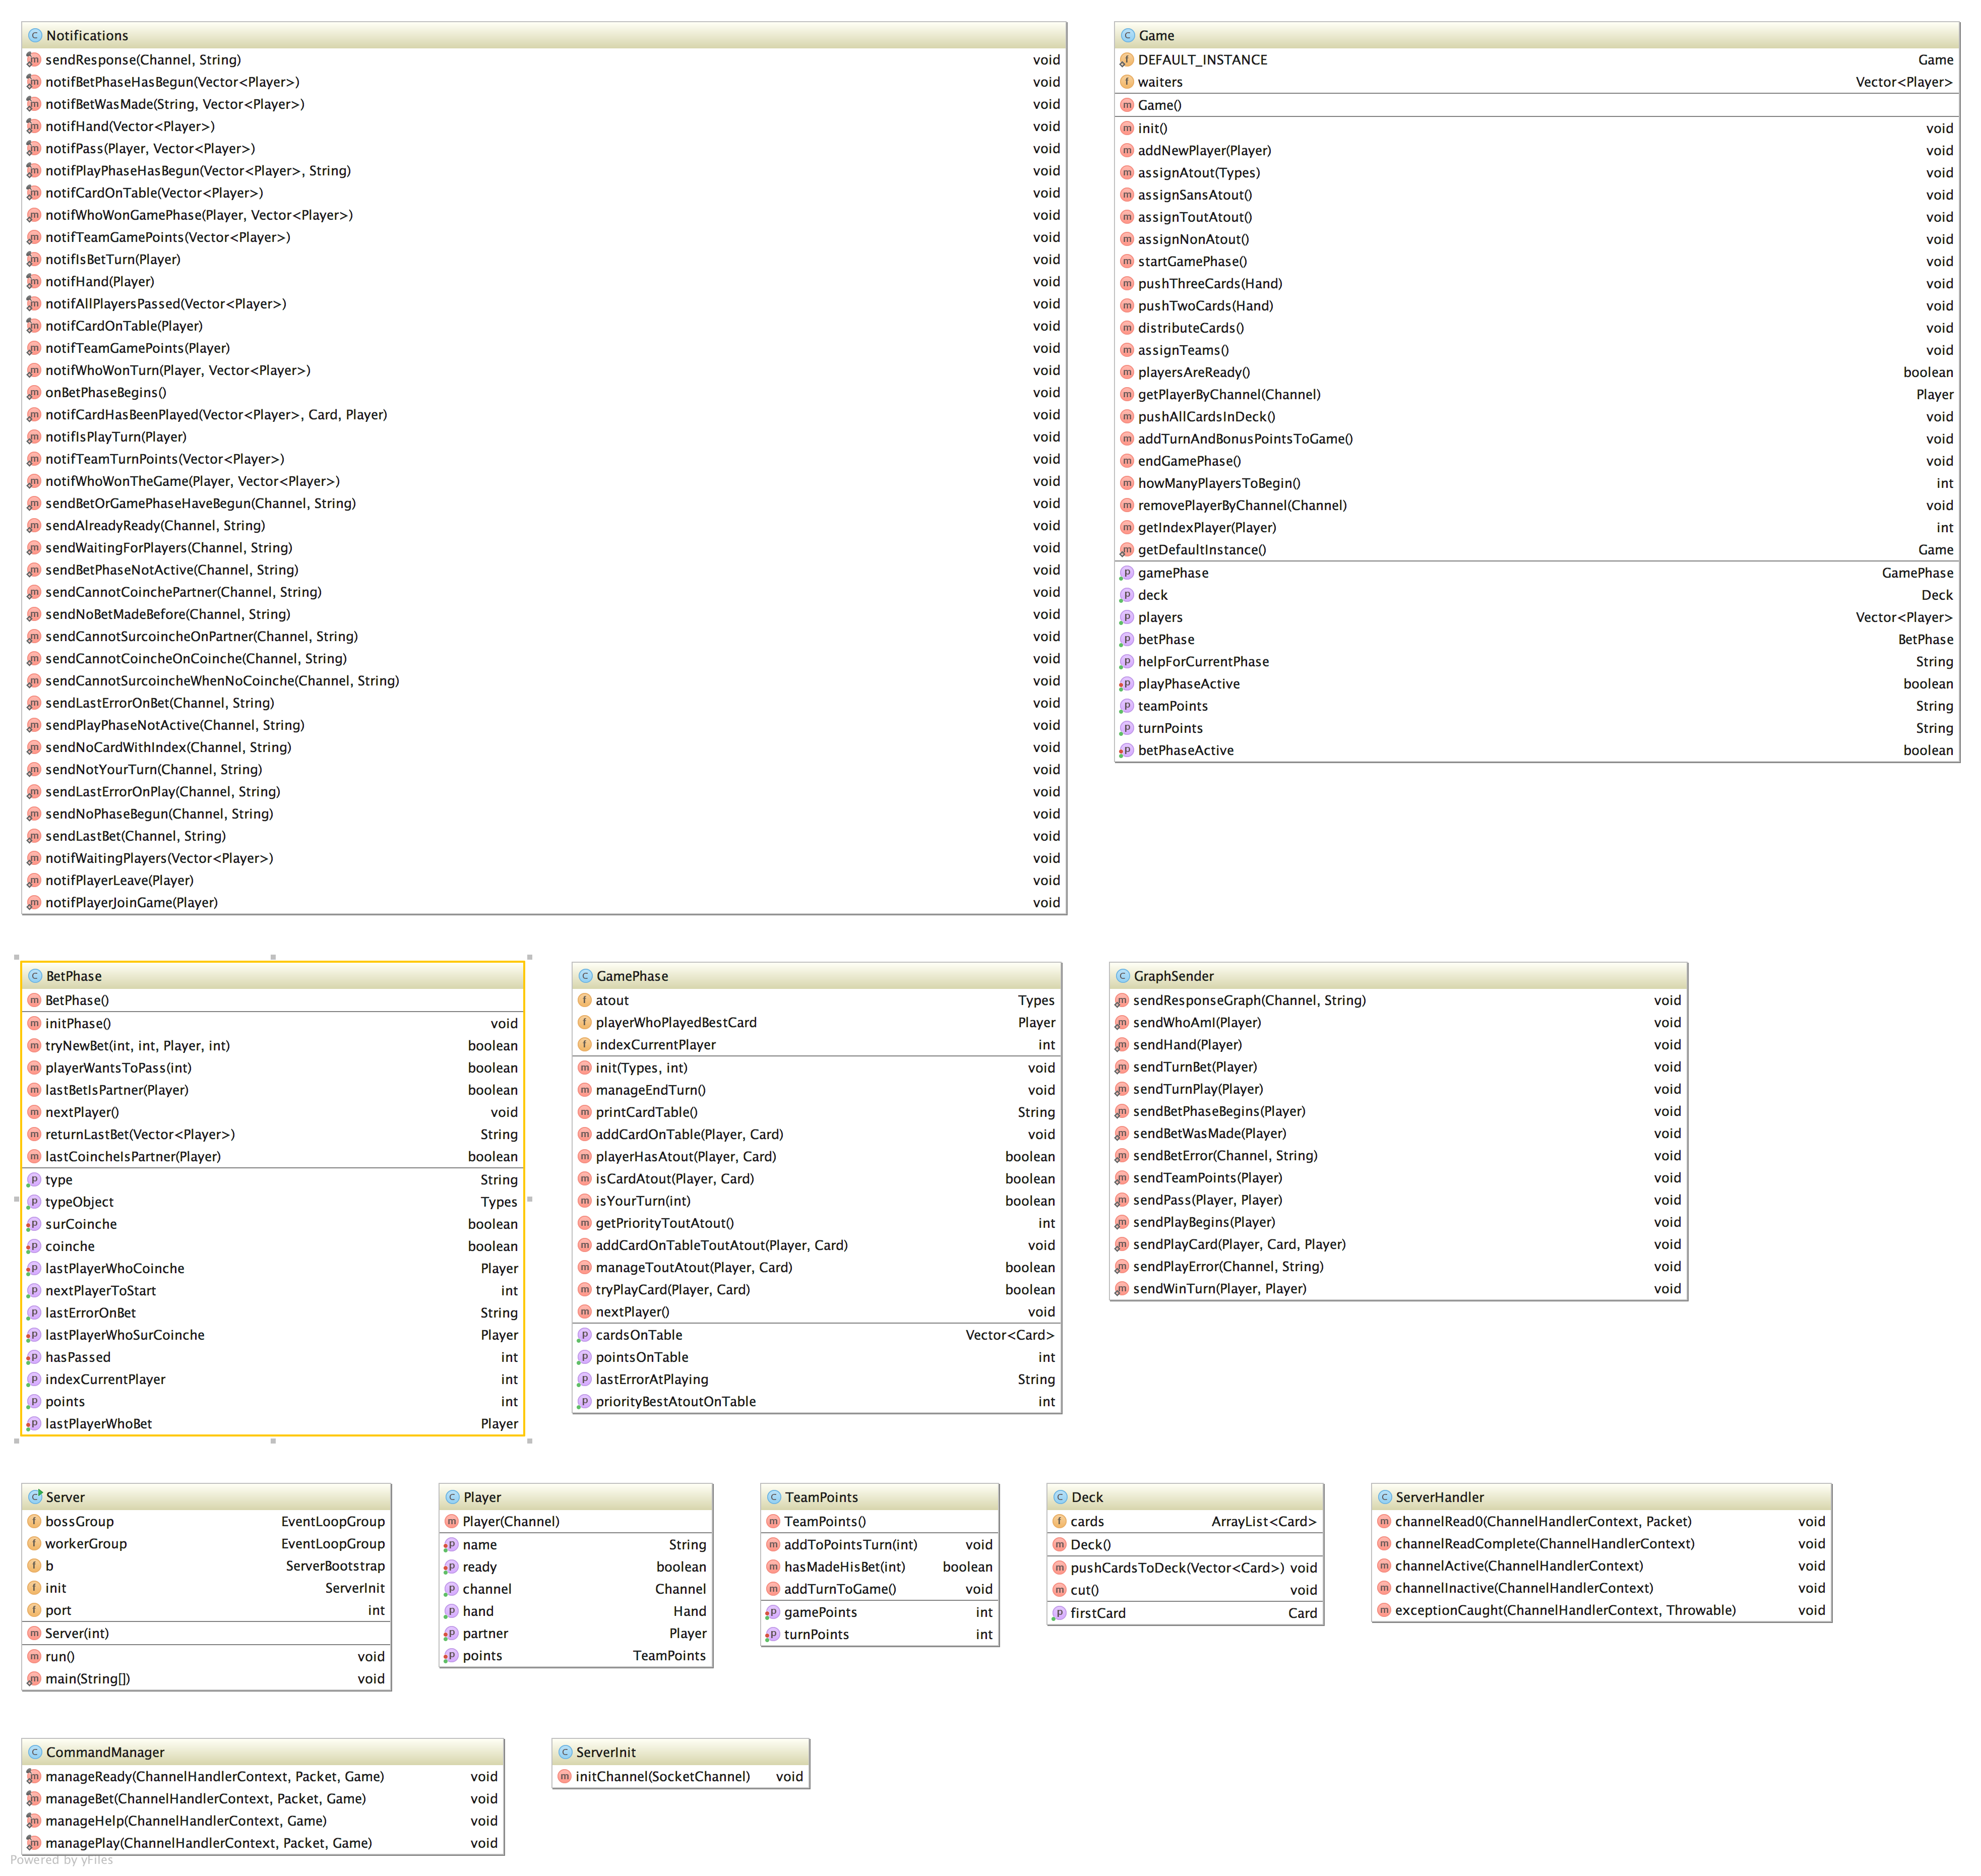 Notifications
sendResponse(Channel, String) void
notifBetPhaseHasBegun(Vector<Player>) void
notifBetWasMade(String, Vector<Player>) void
notifHand(Vector<Player>) void
notifPass(Player, Vector<Player>) void
notifPlayPhaseHasBegun(Vector<Player>, String) void
notifCardOnTable(Vector<Player>) void
notifWhoWonGamePhase(Player, Vector<Player>) void
notifTeamGamePoints(Vector<Player>) void
notifIsBetTurn(Player) void
notifHand(Player) void
notifAllPlayersPassed(Vector<Player>) void
notifCardOnTable(Player) void
notifTeamGamePoints(Player) void
notifWhoWonTurn(Player, Vector<Player>) void
onBetPhaseBegins() void
notifCardHasBeenPlayed(Vector<Player>, Card, Player) void
notifIsPlayTurn(Player) void
notifTeamTurnPoints(Vector<Player>) void
notifWhoWonTheGame(Player, Vector<Player>) void
sendBetOrGamePhaseHaveBegun(Channel, String) void
sendAlreadyReady(Channel, String) void
sendWaitingForPlayers(Channel, String) void
sendBetPhaseNotActive(Channel, String) void
sendCannotCoinchePartner(Channel, String) void
sendNoBetMadeBefore(Channel, String) void
sendCannotSurcoincheOnPartner(Channel, String) void
sendCannotCoincheOnCoinche(Channel, String) void
sendCannotSurcoincheWhenNoCoinche(Channel, String) void
sendLastErrorOnBet(Channel, String) void
sendPlayPhaseNotActive(Channel, String) void
sendNoCardWithIndex(Channel, String) void
sendNotYourTurn(Channel, String) void
sendLastErrorOnPlay(Channel, String) void
sendNoPhaseBegun(Channel, String) void
sendLastBet(Channel, String) void
notifWaitingPlayers(Vector<Player>) void
notifPlayerLeave(Player) void
notifPlayerJoinGame(Player) void
Game
DEFAULT_INSTANCE Game
waiters Vector<Player>
Game()
init() void
addNewPlayer(Player) void
assignAtout(Types) void
assignSansAtout() void
assignToutAtout() void
assignNonAtout() void
startGamePhase() void
pushThreeCards(Hand) void
pushTwoCards(Hand) void
distributeCards() void
assignTeams() void
playersAreReady() boolean
getPlayerByChannel(Channel) Player
pushAllCardsInDeck() void
addTurnAndBonusPointsToGame() void
endGamePhase() void
howManyPlayersToBegin() int
removePlayerByChannel(Channel) void
getIndexPlayer(Player) int
getDefaultInstance() Game
gamePhase GamePhase
deck Deck
players Vector<Player>
betPhase BetPhase
helpForCurrentPhase String
playPhaseActive boolean
teamPoints String
turnPoints String
betPhaseActive boolean
BetPhase
BetPhase()
initPhase() void
tryNewBet(int, int, Player, int) boolean
playerWantsToPass(int) boolean
lastBetIsPartner(Player) boolean
nextPlayer() void
returnLastBet(Vector<Player>) String
lastCoincheIsPartner(Player) boolean
type String
typeObject Types
surCoinche boolean
coinche boolean
lastPlayerWhoCoinche Player
nextPlayerToStart int
lastErrorOnBet String
lastPlayerWhoSurCoinche Player
hasPassed int
indexCurrentPlayer int
points int
lastPlayerWhoBet Player
GamePhase
atout Types
playerWhoPlayedBestCard Player
indexCurrentPlayer int
init(Types, int) void
manageEndTurn() void
printCardTable() String
addCardOnTable(Player, Card) void
playerHasAtout(Player, Card) boolean
isCardAtout(Player, Card) boolean
isYourTurn(int) boolean
getPriorityToutAtout() int
addCardOnTableToutAtout(Player, Card) void
manageToutAtout(Player, Card) boolean
tryPlayCard(Player, Card) boolean
nextPlayer() void
cardsOnTable Vector<Card>
pointsOnTable int
lastErrorAtPlaying String
priorityBestAtoutOnTable int
GraphSender
sendResponseGraph(Channel, String) void
sendWhoAmI(Player) void
sendHand(Player) void
sendTurnBet(Player) void
sendTurnPlay(Player) void
sendBetPhaseBegins(Player) void
sendBetWasMade(Player) void
sendBetError(Channel, String) void
sendTeamPoints(Player) void
sendPass(Player, Player) void
sendPlayBegins(Player) void
sendPlayCard(Player, Card, Player) void
sendPlayError(Channel, String) void
sendWinTurn(Player, Player) void
Server
bossGroup EventLoopGroup
workerGroup EventLoopGroup
b ServerBootstrap
init ServerInit
port int
Server(int)
run() void
main(String[]) void
Player
Player(Channel)
name String
ready boolean
channel Channel
hand Hand
partner Player
points TeamPoints
TeamPoints
TeamPoints()
addToPointsTurn(int) void
hasMadeHisBet(int) boolean
addTurnToGame() void
gamePoints int
turnPoints int
Deck
cards ArrayList<Card>
Deck()
pushCardsToDeck(Vector<Card>) void
cut() void
firstCard Card
ServerHandler
channelRead0(ChannelHandlerContext, Packet) void
channelReadComplete(ChannelHandlerContext) void
channelActive(ChannelHandlerContext) void
channelInactive(ChannelHandlerContext) void
exceptionCaught(ChannelHandlerContext, Throwable) void
CommandManager
manageReady(ChannelHandlerContext, Packet, Game) void
manageBet(ChannelHandlerContext, Packet, Game) void
manageHelp(ChannelHandlerContext, Game) void
managePlay(ChannelHandlerContext, Packet, Game) void
ServerInit
initChannel(SocketChannel) void
Powered by yFiles